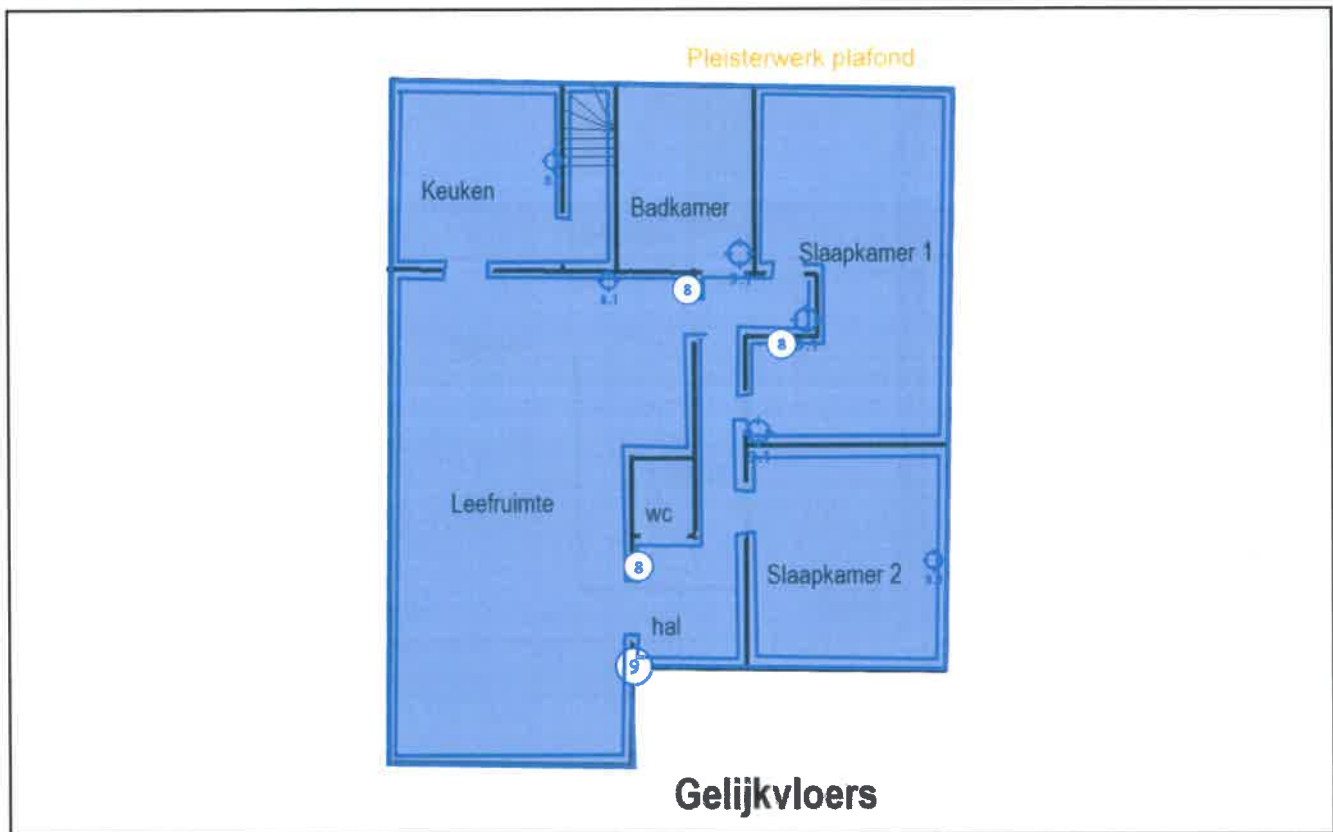 Pleisterwerk plafond
Keuken
Badkamer
Slaapkamer 1
8
8
Leefruimte
wc
8
Slaapkamer 2
hal
9
Gelijkvloers